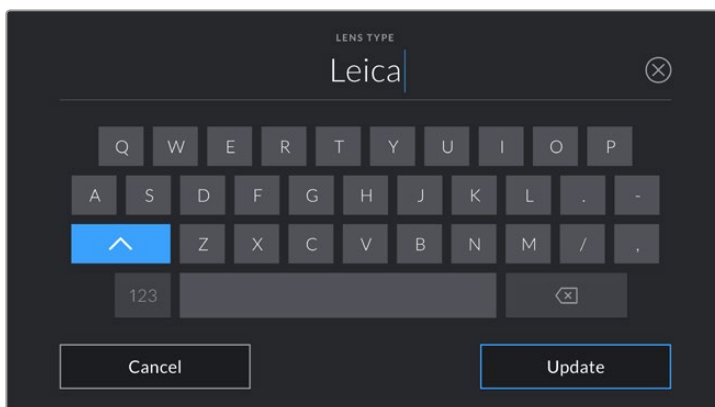 LENS TYPE
Leica
Q W E R T Y U I O P
A S D F G H J K L . -
Z X C V B N M / ,
123
Cancel Update